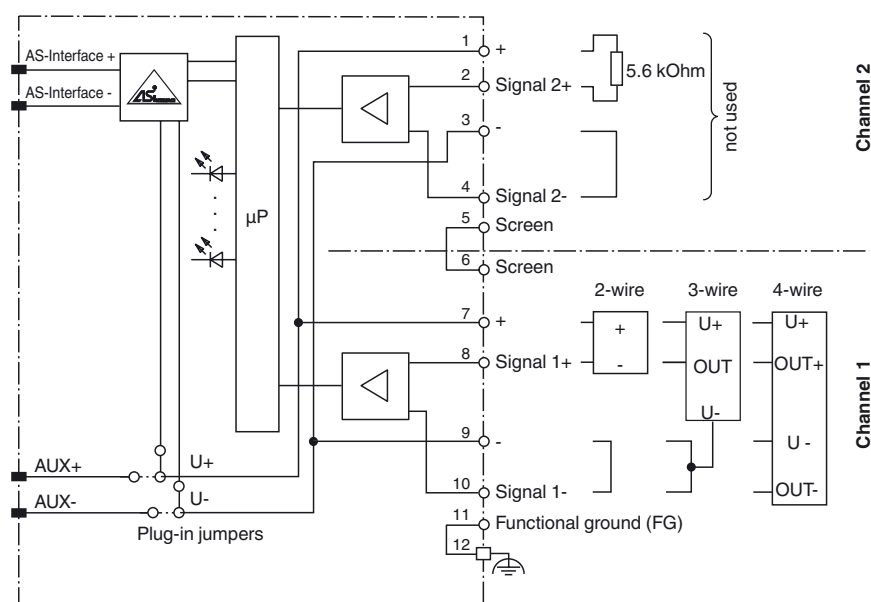 AS-Interface +
AS-Interface -
AS'
µP
AUX+
AUX-
U+
U-
Plug-in jumpers
1 +
2 Signal 2+
3 -
4 Signal 2-
5 Screen
6 Screen
7 +
8 Signal 1+
9 -
10 Signal 1-
11 Functional ground (FG)
12
5.6 kOhm
not used
Channel 2
2-wire
+
-
3-wire
U+
OUT
U-
4-wire
U+
OUT+
U -
OUT-
Channel 1